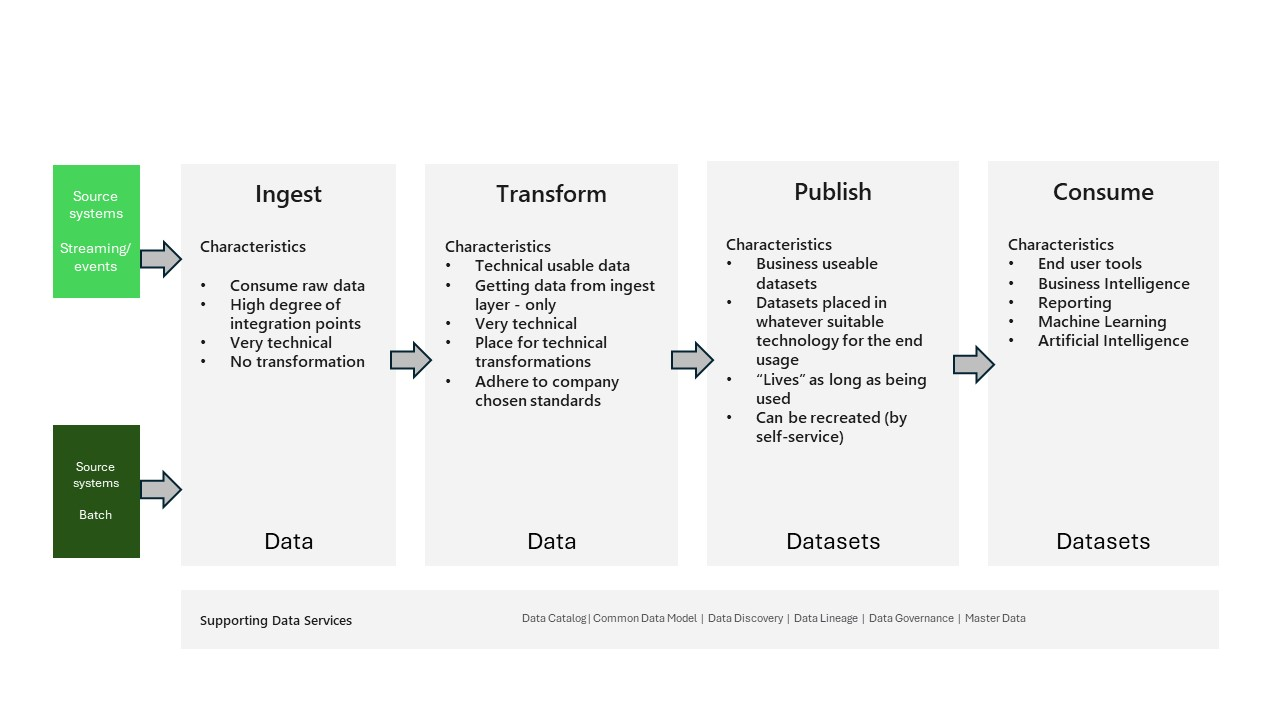 Source
systems
Streaming/
events
Source
systems
Batch
Ingest
Characteristics
• Consume raw data
• High degree of
integration points
• Very technical
• No transformation
Data
Transform
Characteristics
• Technical usable data
• Getting data from ingest
layer - only
• Very technical
• Place for technical
transformations
• Adhere to company
chosen standards
Data
Publish
Characteristics
• Business useable
datasets
• Datasets placed in
whatever suitable
technology for the end
usage
• “Lives” as long as being
used
• Can be recreated (by
self-service)
Datasets
Consume
Characteristics
• End user tools
• Business Intelligence
• Reporting
• Machine Learning
• Artificial Intelligence
Datasets
Supporting Data Services
Data Catalog | Common Data Model | Data Discovery | Data Lineage | Data Governance | Master Data